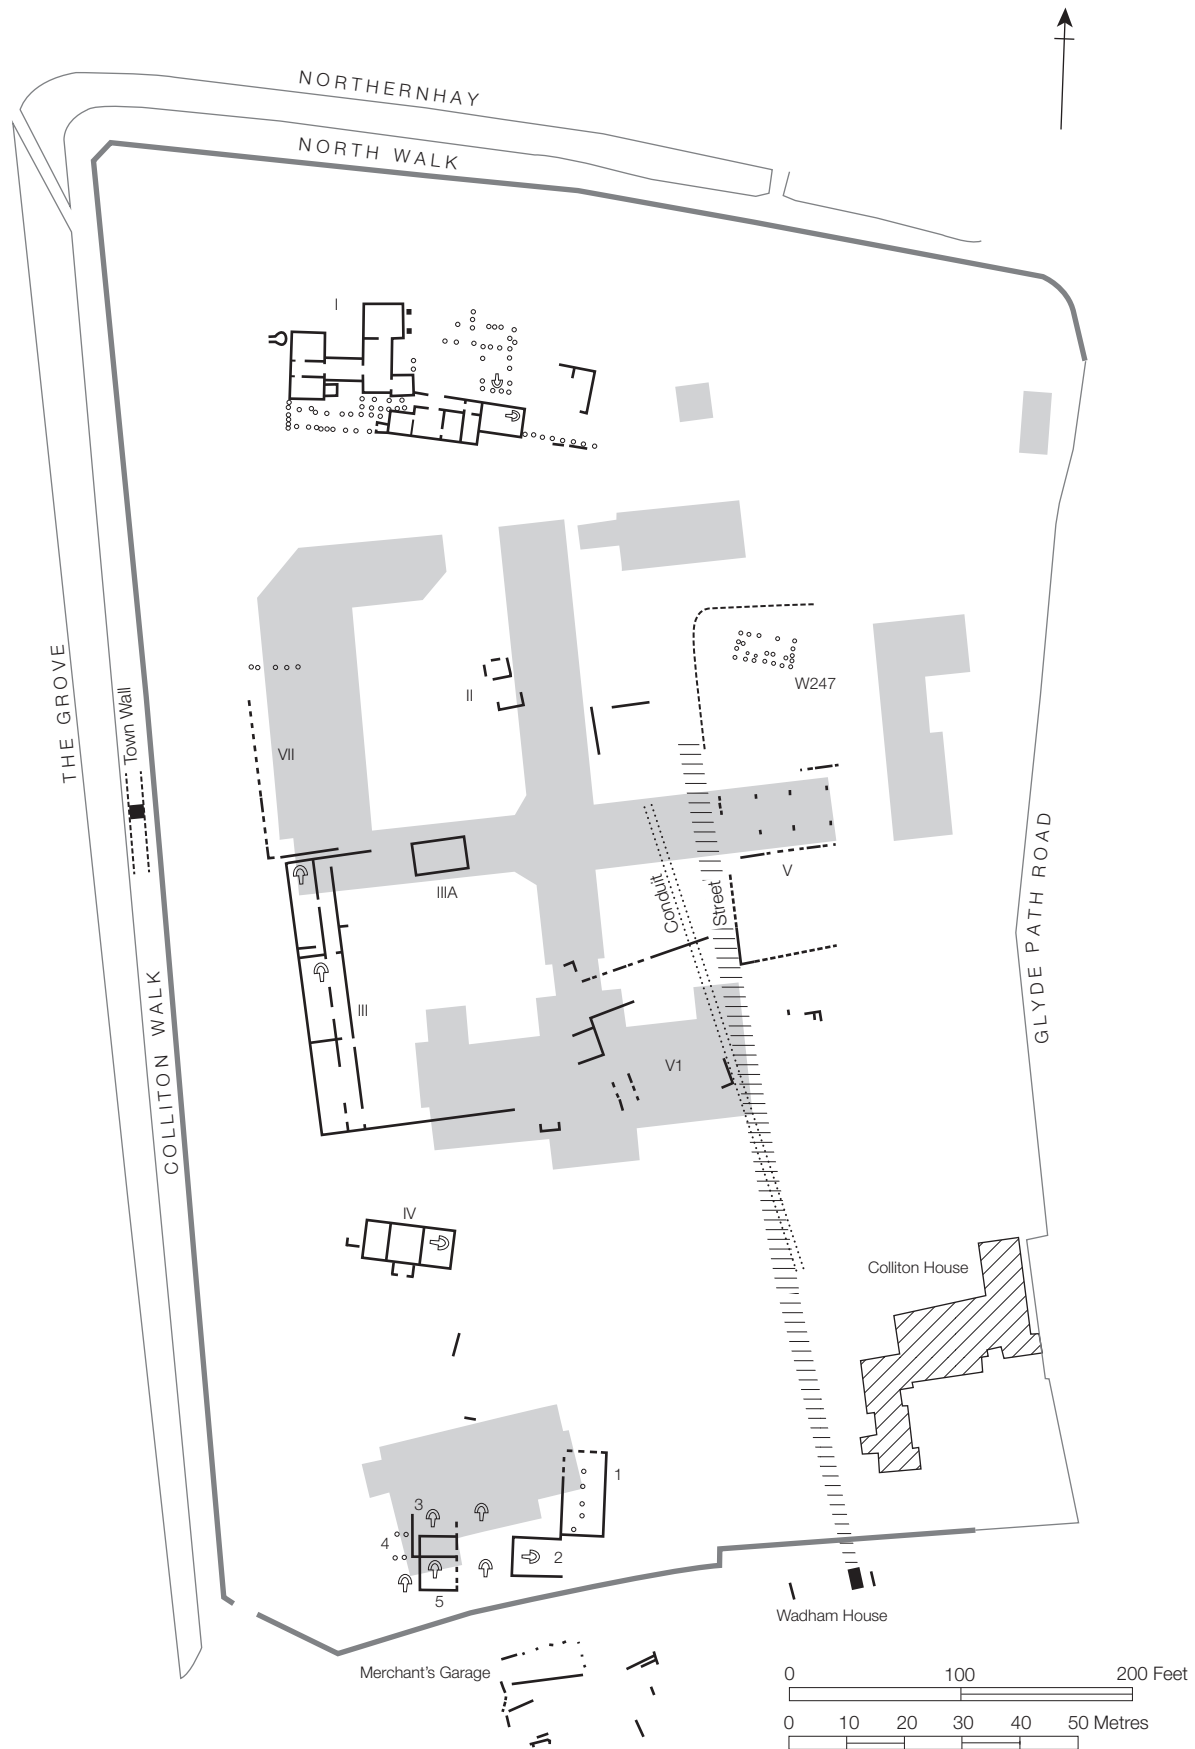 NORTHERNHAY
NORTH WALK
I
THE GROVE
Town Wall
II
W247
VII
IIIA
Conduit
Street
V
GLYDE PATH ROAD
COLLITON WALK
III
V1
IV
Colliton House
1
3
4
2
5
Wadham House
Merchant's Garage
0 100 200 Feet
0 10 20 30 40 50 Metres